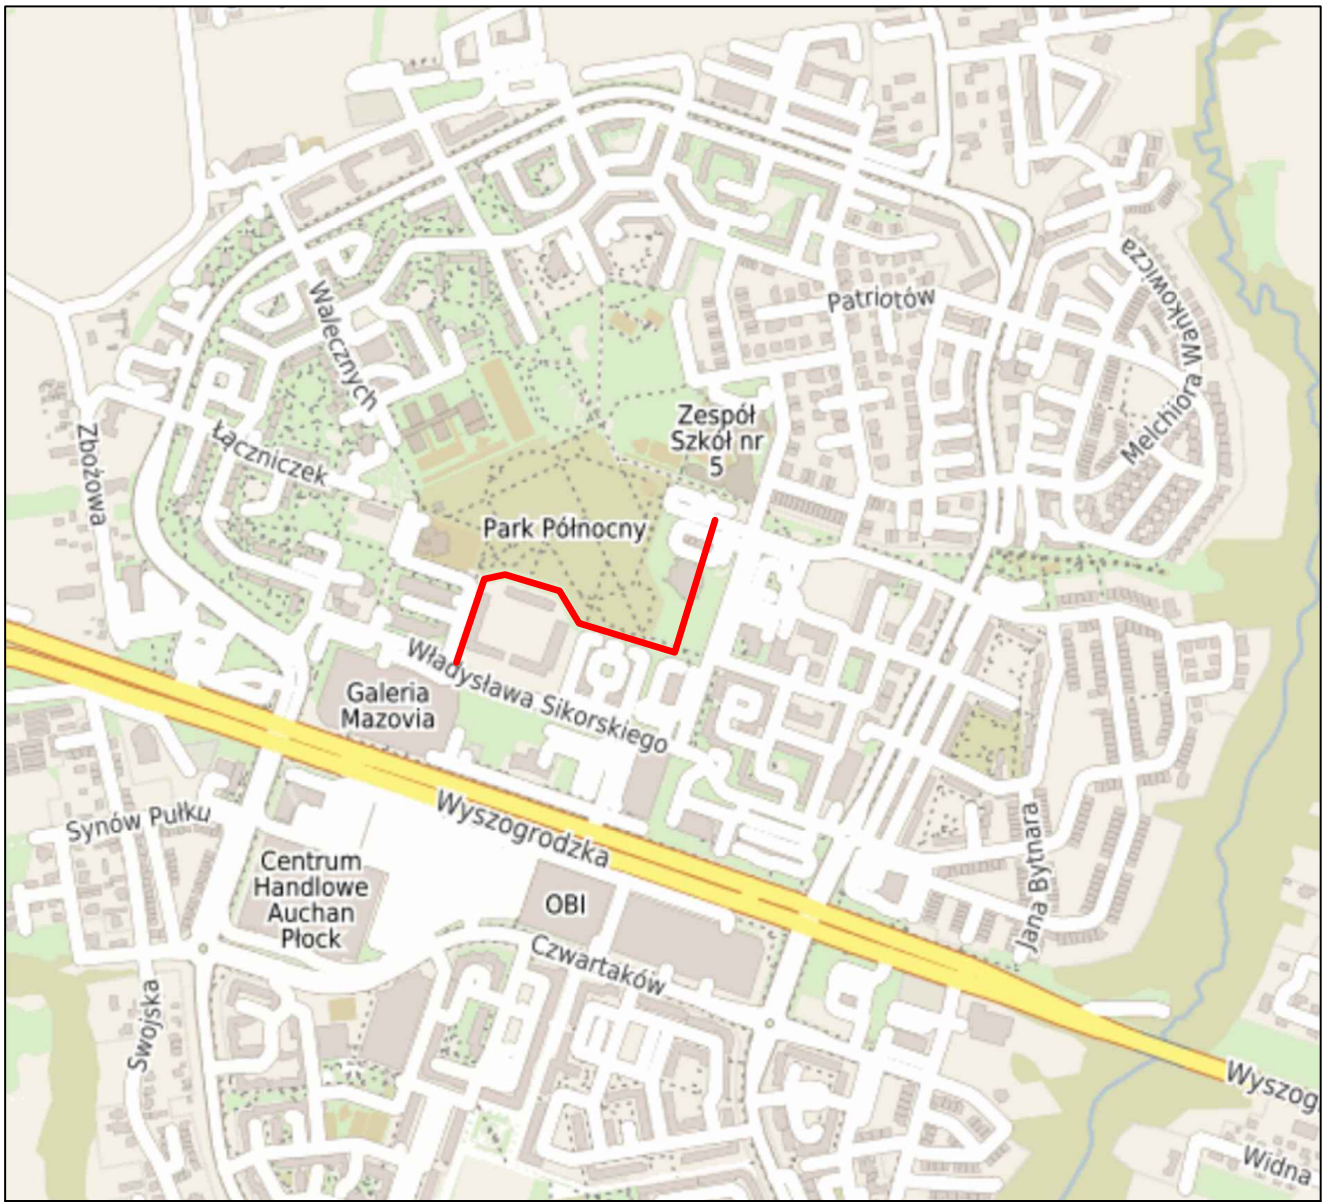 Melchiora Wańkowicza
Patriotów
Walecznych
Zespół
Szkół nr
5
Łączniczek
Zbożowa
Park Północny
Władysława Sikorskiego
Galeria
Mazovia
Wyszogrodzka
Synów Pułku
Centrum
Handlowe
Auchan
Płock
OBI
Jana Bytnara
Czwartaków
Swojska
Wyszog
Widna